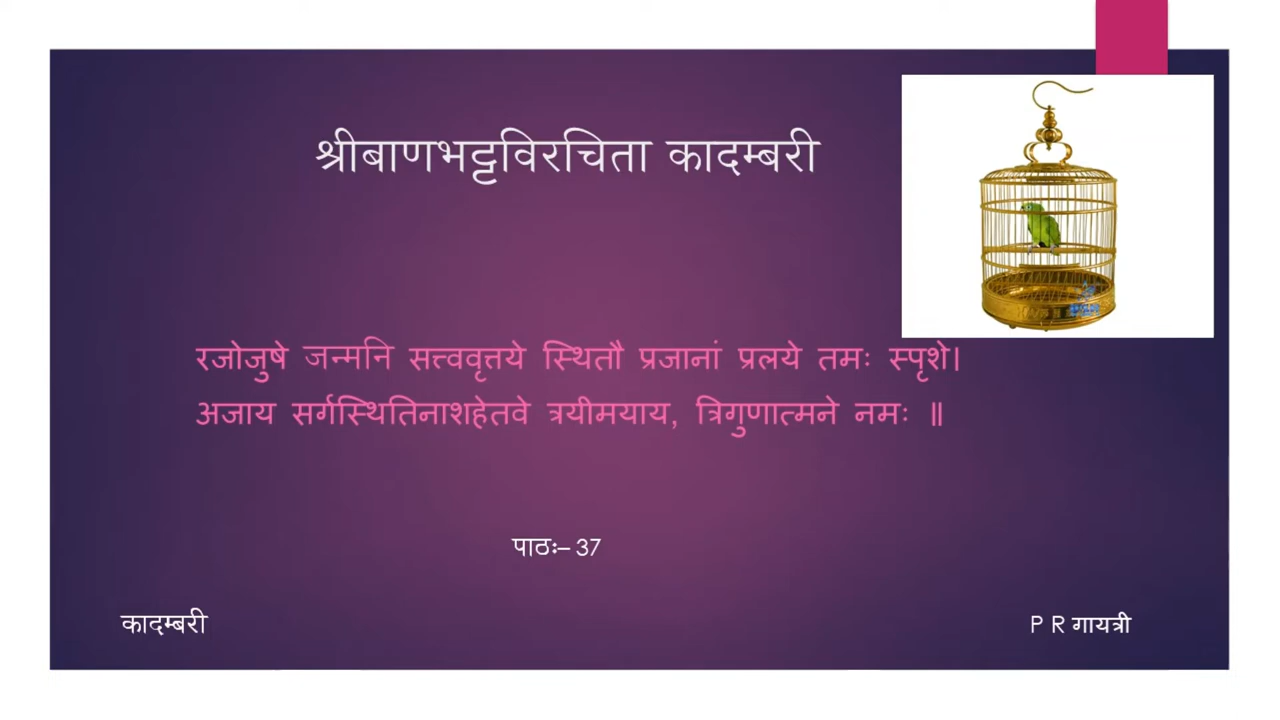 श्रीबाणभट्टविरचिता कादम्बरी
रजोजुषे जन्मनि सत्त्ववृत्तये स्थितौ प्रजानां प्रलये तमः स्पृशे।
अजाय सर्गस्थितिनाशहेतवे त्रयीमयाय, त्रिगुणात्मने नमः ॥
पाठः– 37
कादम्बरी
P R गायत्री